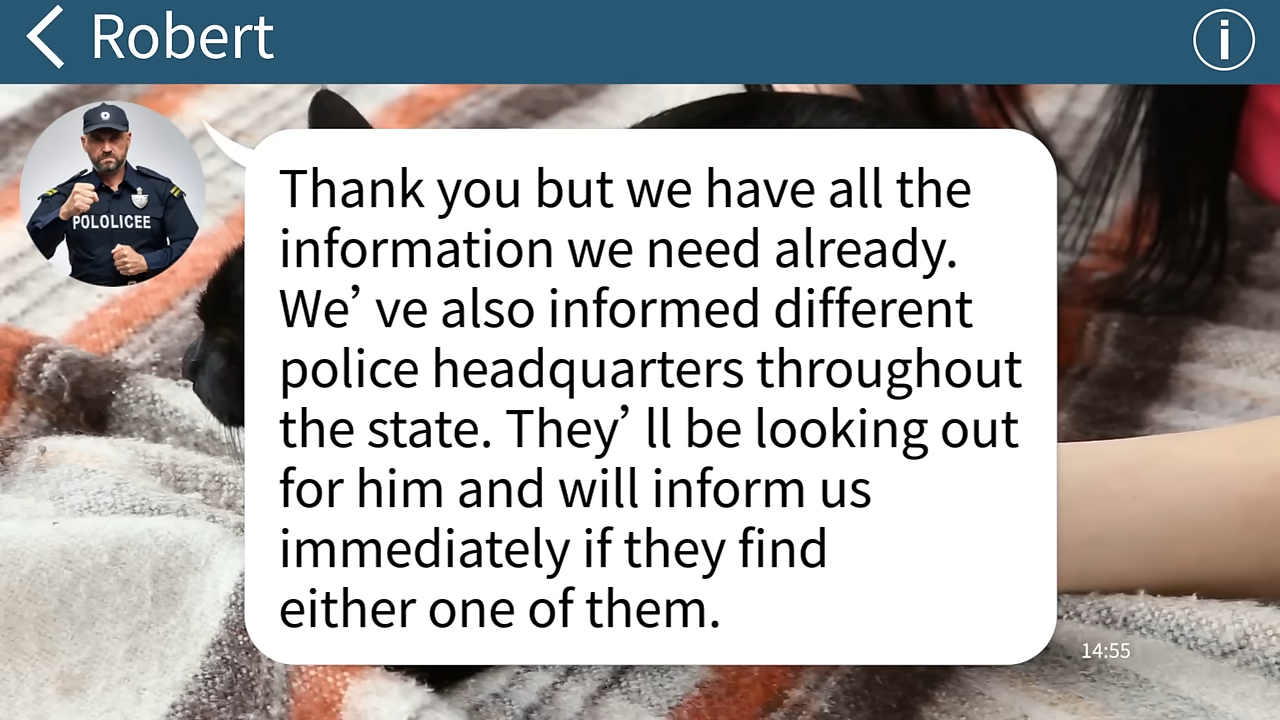 Robert
i
POLOLICEE
Thank you but we have all the
information we need already.
We’ ve also informed different
police headquarters throughout
the state. They’ ll be looking out
for him and will inform us
immediately if they find
either one of them.
14:55